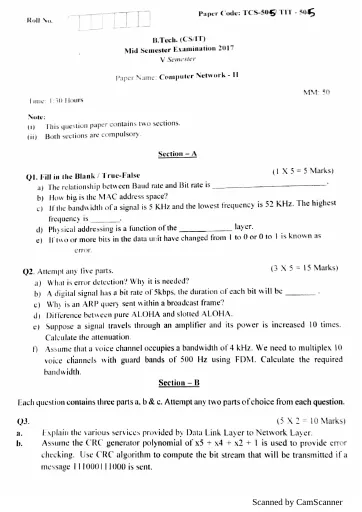 Roll No.
Paper Code: TCS-505/ TIT - 505
B.Tech. (CS/IT)
Mid Semester Examination 2017
V Semester
Paper Name: Computer Network - II
MM: 50
Time: 1:30 Hours
Note:
(i) This question paper contains two sections.
(ii) Both sections are compulsory.
Section – A
Q1. Fill in the Blank / True-False (1 X 5 = 5 Marks)
a) The relationship between Baud rate and Bit rate is ____________________.
b) How big is the MAC address space?
c) If the bandwidth of a signal is 5 KHz and the lowest frequency is 52 KHz. The highest
frequency is _______.
d) Physical addressing is a function of the ____________ layer.
e) If two or more bits in the data unit have changed from 1 to 0 or 0 to 1 is known as
error.
Q2. Attempt any five parts. (3 X 5 = 15 Marks)
a) What is error detection? Why it is needed?
b) A digital signal has a bit rate of 5kbps, the duration of each bit will be _______ .
c) Why is an ARP query sent within a broadcast frame?
d) Difference between pure ALOHA and slotted ALOHA.
e) Suppose a signal travels through an amplifier and its power is increased 10 times.
Calculate the attenuation.
f) Assume that a voice channel occupies a bandwidth of 4 kHz. We need to multiplex 10
voice channels with guard bands of 500 Hz using FDM. Calculate the required
bandwidth.
Section – B
Each question contains three parts a, b & c. Attempt any two parts of choice from each question.
Q3. (5 X 2 = 10 Marks)
a. Explain the various services provided by Data Link Layer to Network Layer.
b. Assume the CRC generator polynomial of x5 + x4 + x2 + 1 is used to provide error
checking. Use CRC algorithm to compute the bit stream that will be transmitted if a
message 111000111000 is sent.
Scanned by CamScanner